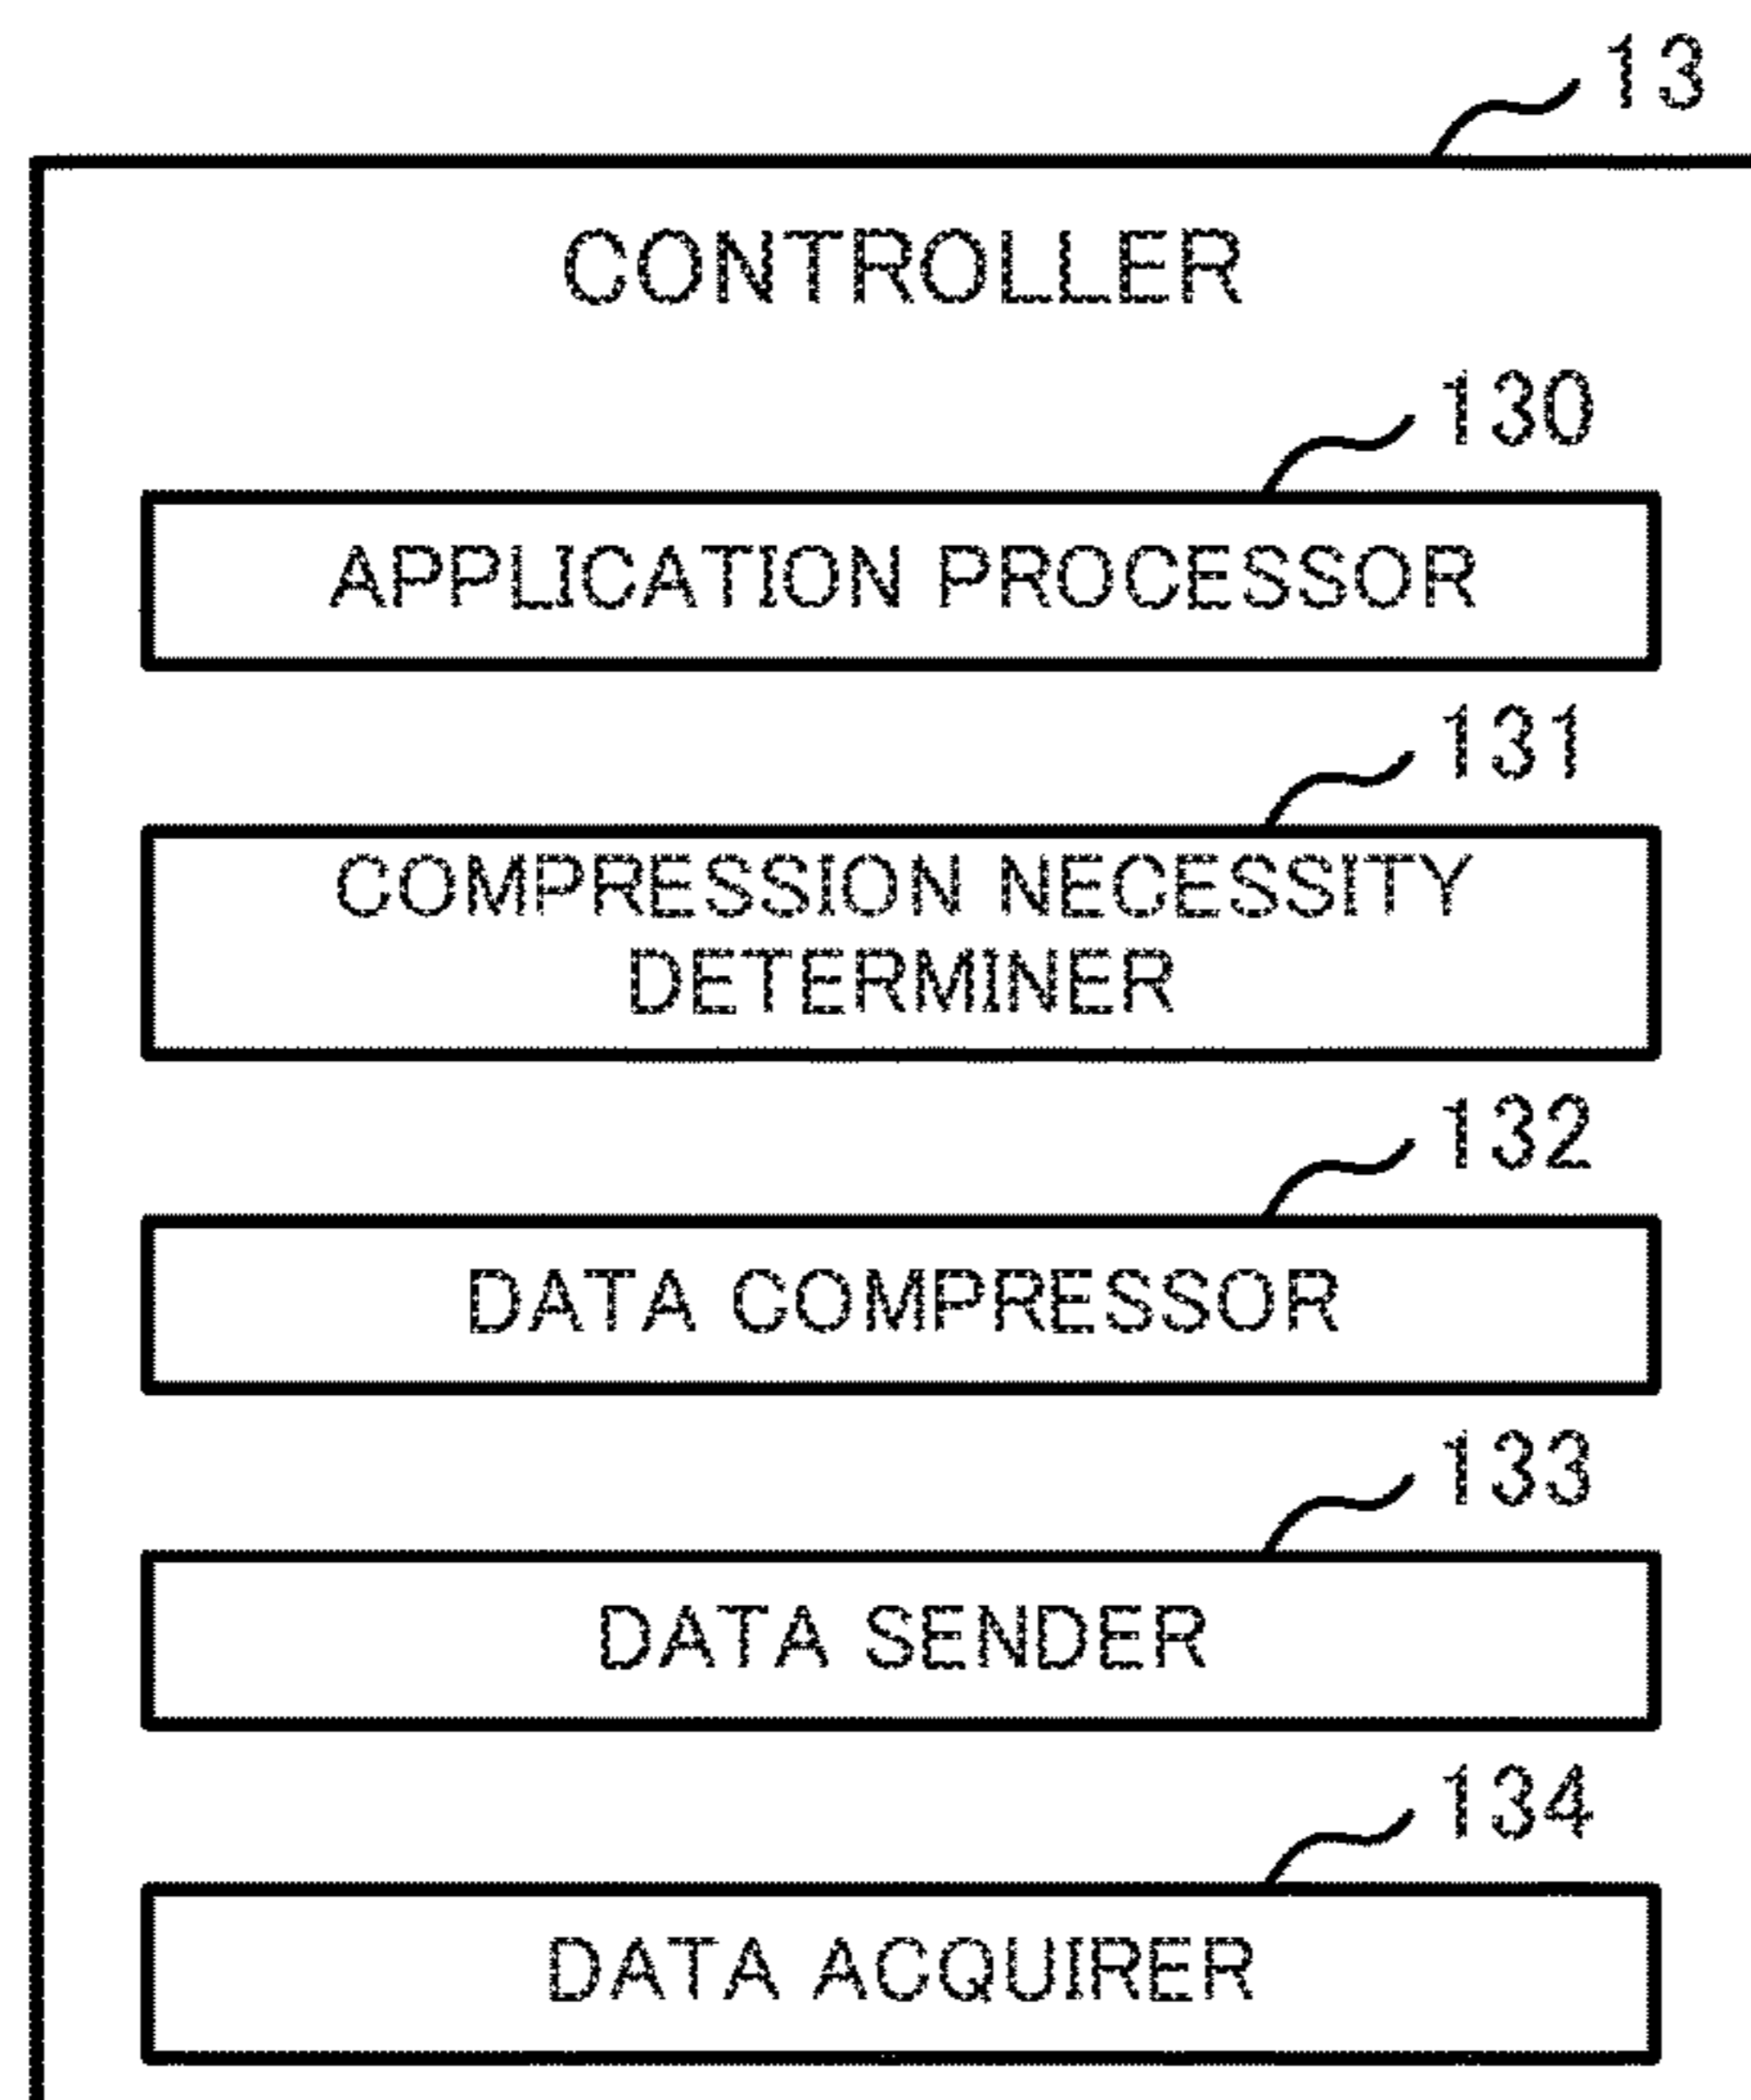 13
CONTROLLER
130
APPLICATION PROCESSOR
131
COMPRESSION NECESSITY
DETERMINER
132
DATA COMPRESSOR
133
DATA SENDER
134
DATA ACQUIRER